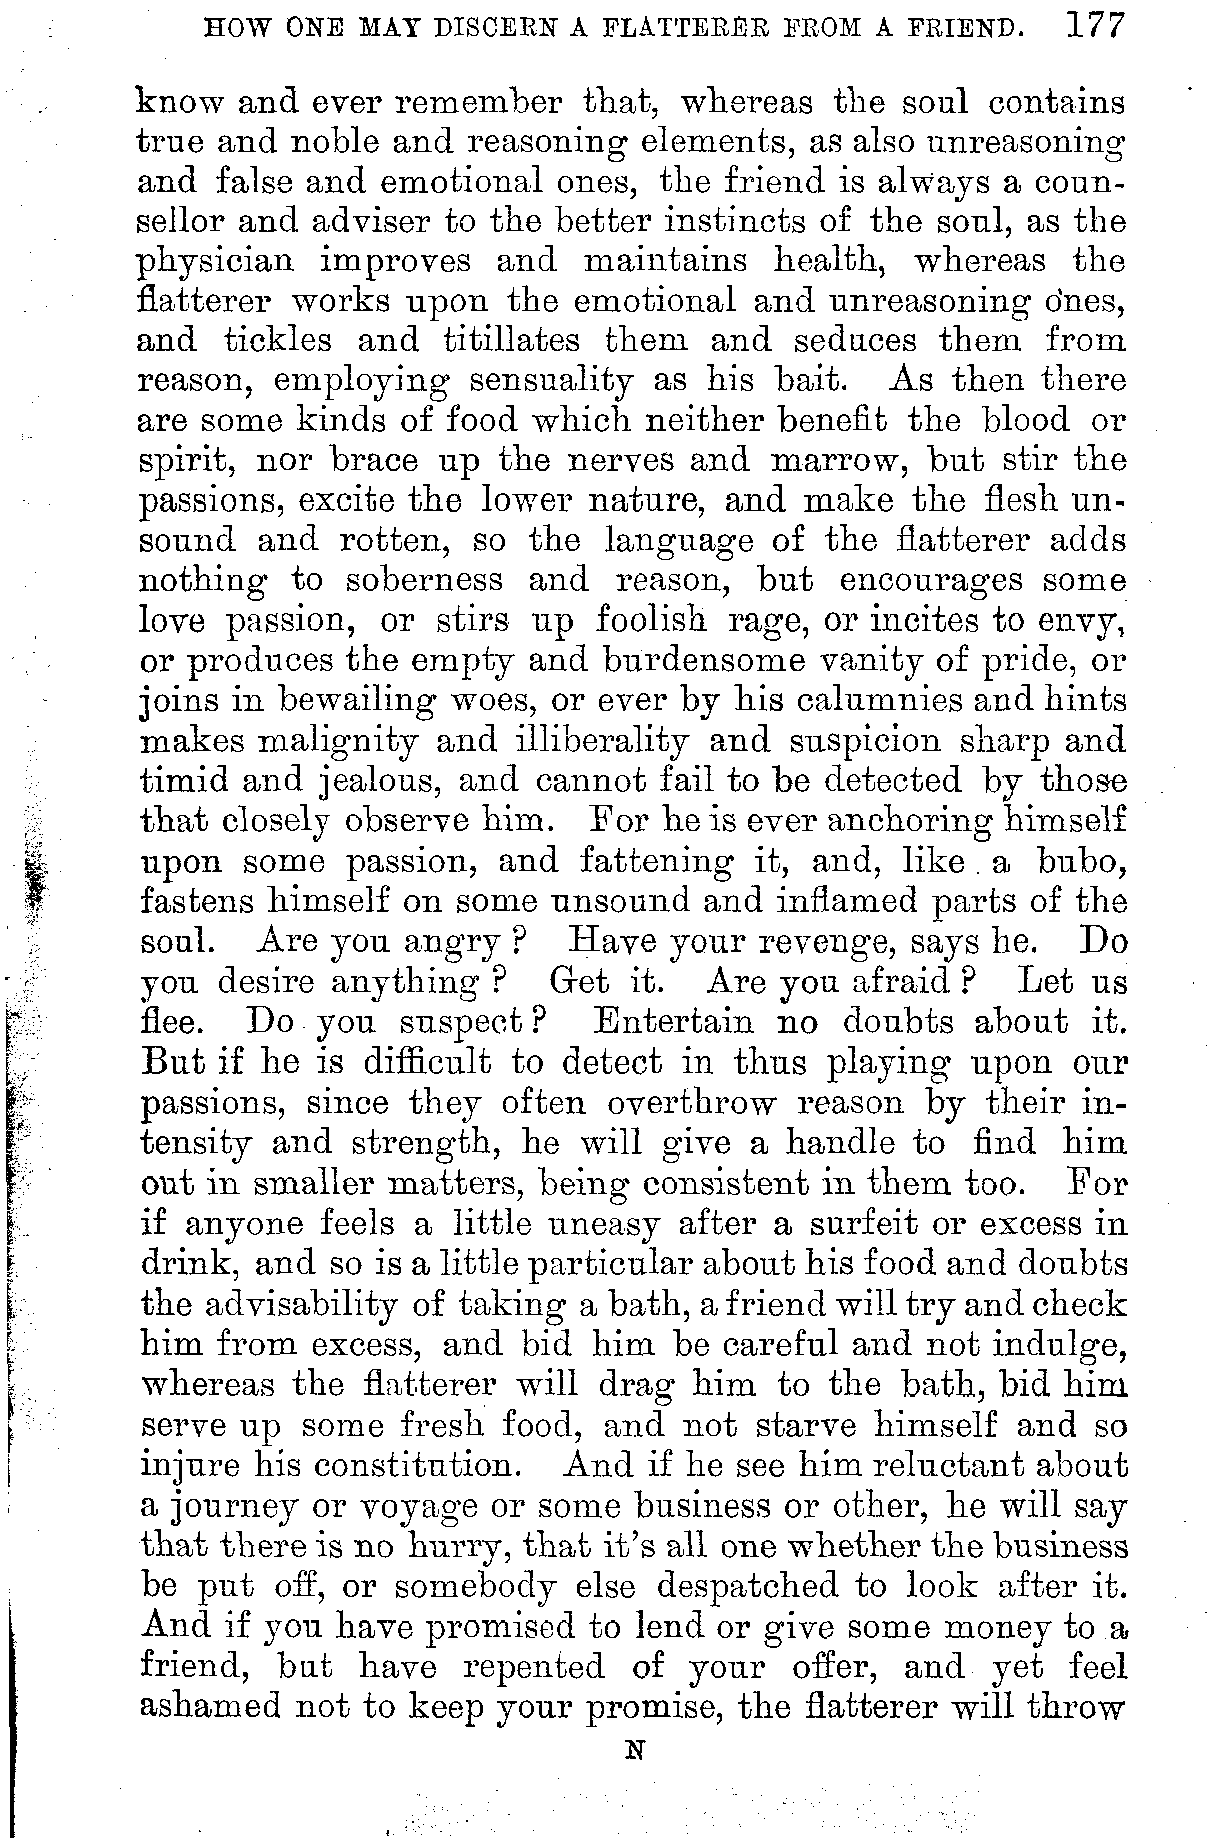 HOW ONE MAY DISCERN A FLATTERER FROM A FRIEND. 177
know and ever remember that, whereas the soul contains
true and noble and reasoning elements, as also unreasoning
and false and emotional ones, the friend is always a coun-
sellor and adviser to the better instincts of the soul, as the
physician improves and maintains health, whereas the
flatterer works upon the emotional and unreasoning ones,
and tickles and titillates them and seduces them from
reason, employing sensuality as his bait. As then there
are some kinds of food which neither benefit the blood or
spirit, nor brace up the nerves and marrow, but stir the
passions, excite the lower nature, and make the flesh un-
sound and rotten, so the language of the flatterer adds
nothing to soberness and reason, but encourages some
love passion, or stirs up foolish rage, or incites to envy,
or produces the empty and burdensome vanity of pride, or
joins in bewailing woes, or ever by his calumnies and hints
makes malignity and illiberality and suspicion sharp and
timid and jealous, and cannot fail to be detected by those
that closely observe him. For he is ever anchoring himself
upon some passion, and fattening it, and, like a bubo,
fastens himself on some unsound and inflamed parts of the
soul. Are you angry? Have your revenge, says he. Do
you desire anything? Get it. Are you afraid? Let us
flee. Do you suspect? Entertain no doubts about it.
But if he is difficult to detect in thus playing upon our
passions, since they often overthrow reason by their in-
tensity and strength, he will give a handle to find him
out in smaller matters, being consistent in them too. For
if anyone feels a little uneasy after a surfeit or excess in
drink, and so is a little particular about his food and doubts
the advisability of taking a bath, a friend will try and check
him from excess, and bid him be careful and not indulge,
whereas the flatterer will drag him to the bath, bid him
serve up some fresh food, and not starve himself and so
injure his constitution. And if he see him reluctant about
a journey or voyage or some business or other, he will say
that there is no hurry, that it's all one whether the business
be put off, or somebody else despatched to look after it.
And if you have promised to lend or give some money to a
friend, but have repented of your offer, and yet feel
ashamed not to keep your promise, the flatterer will throw
N